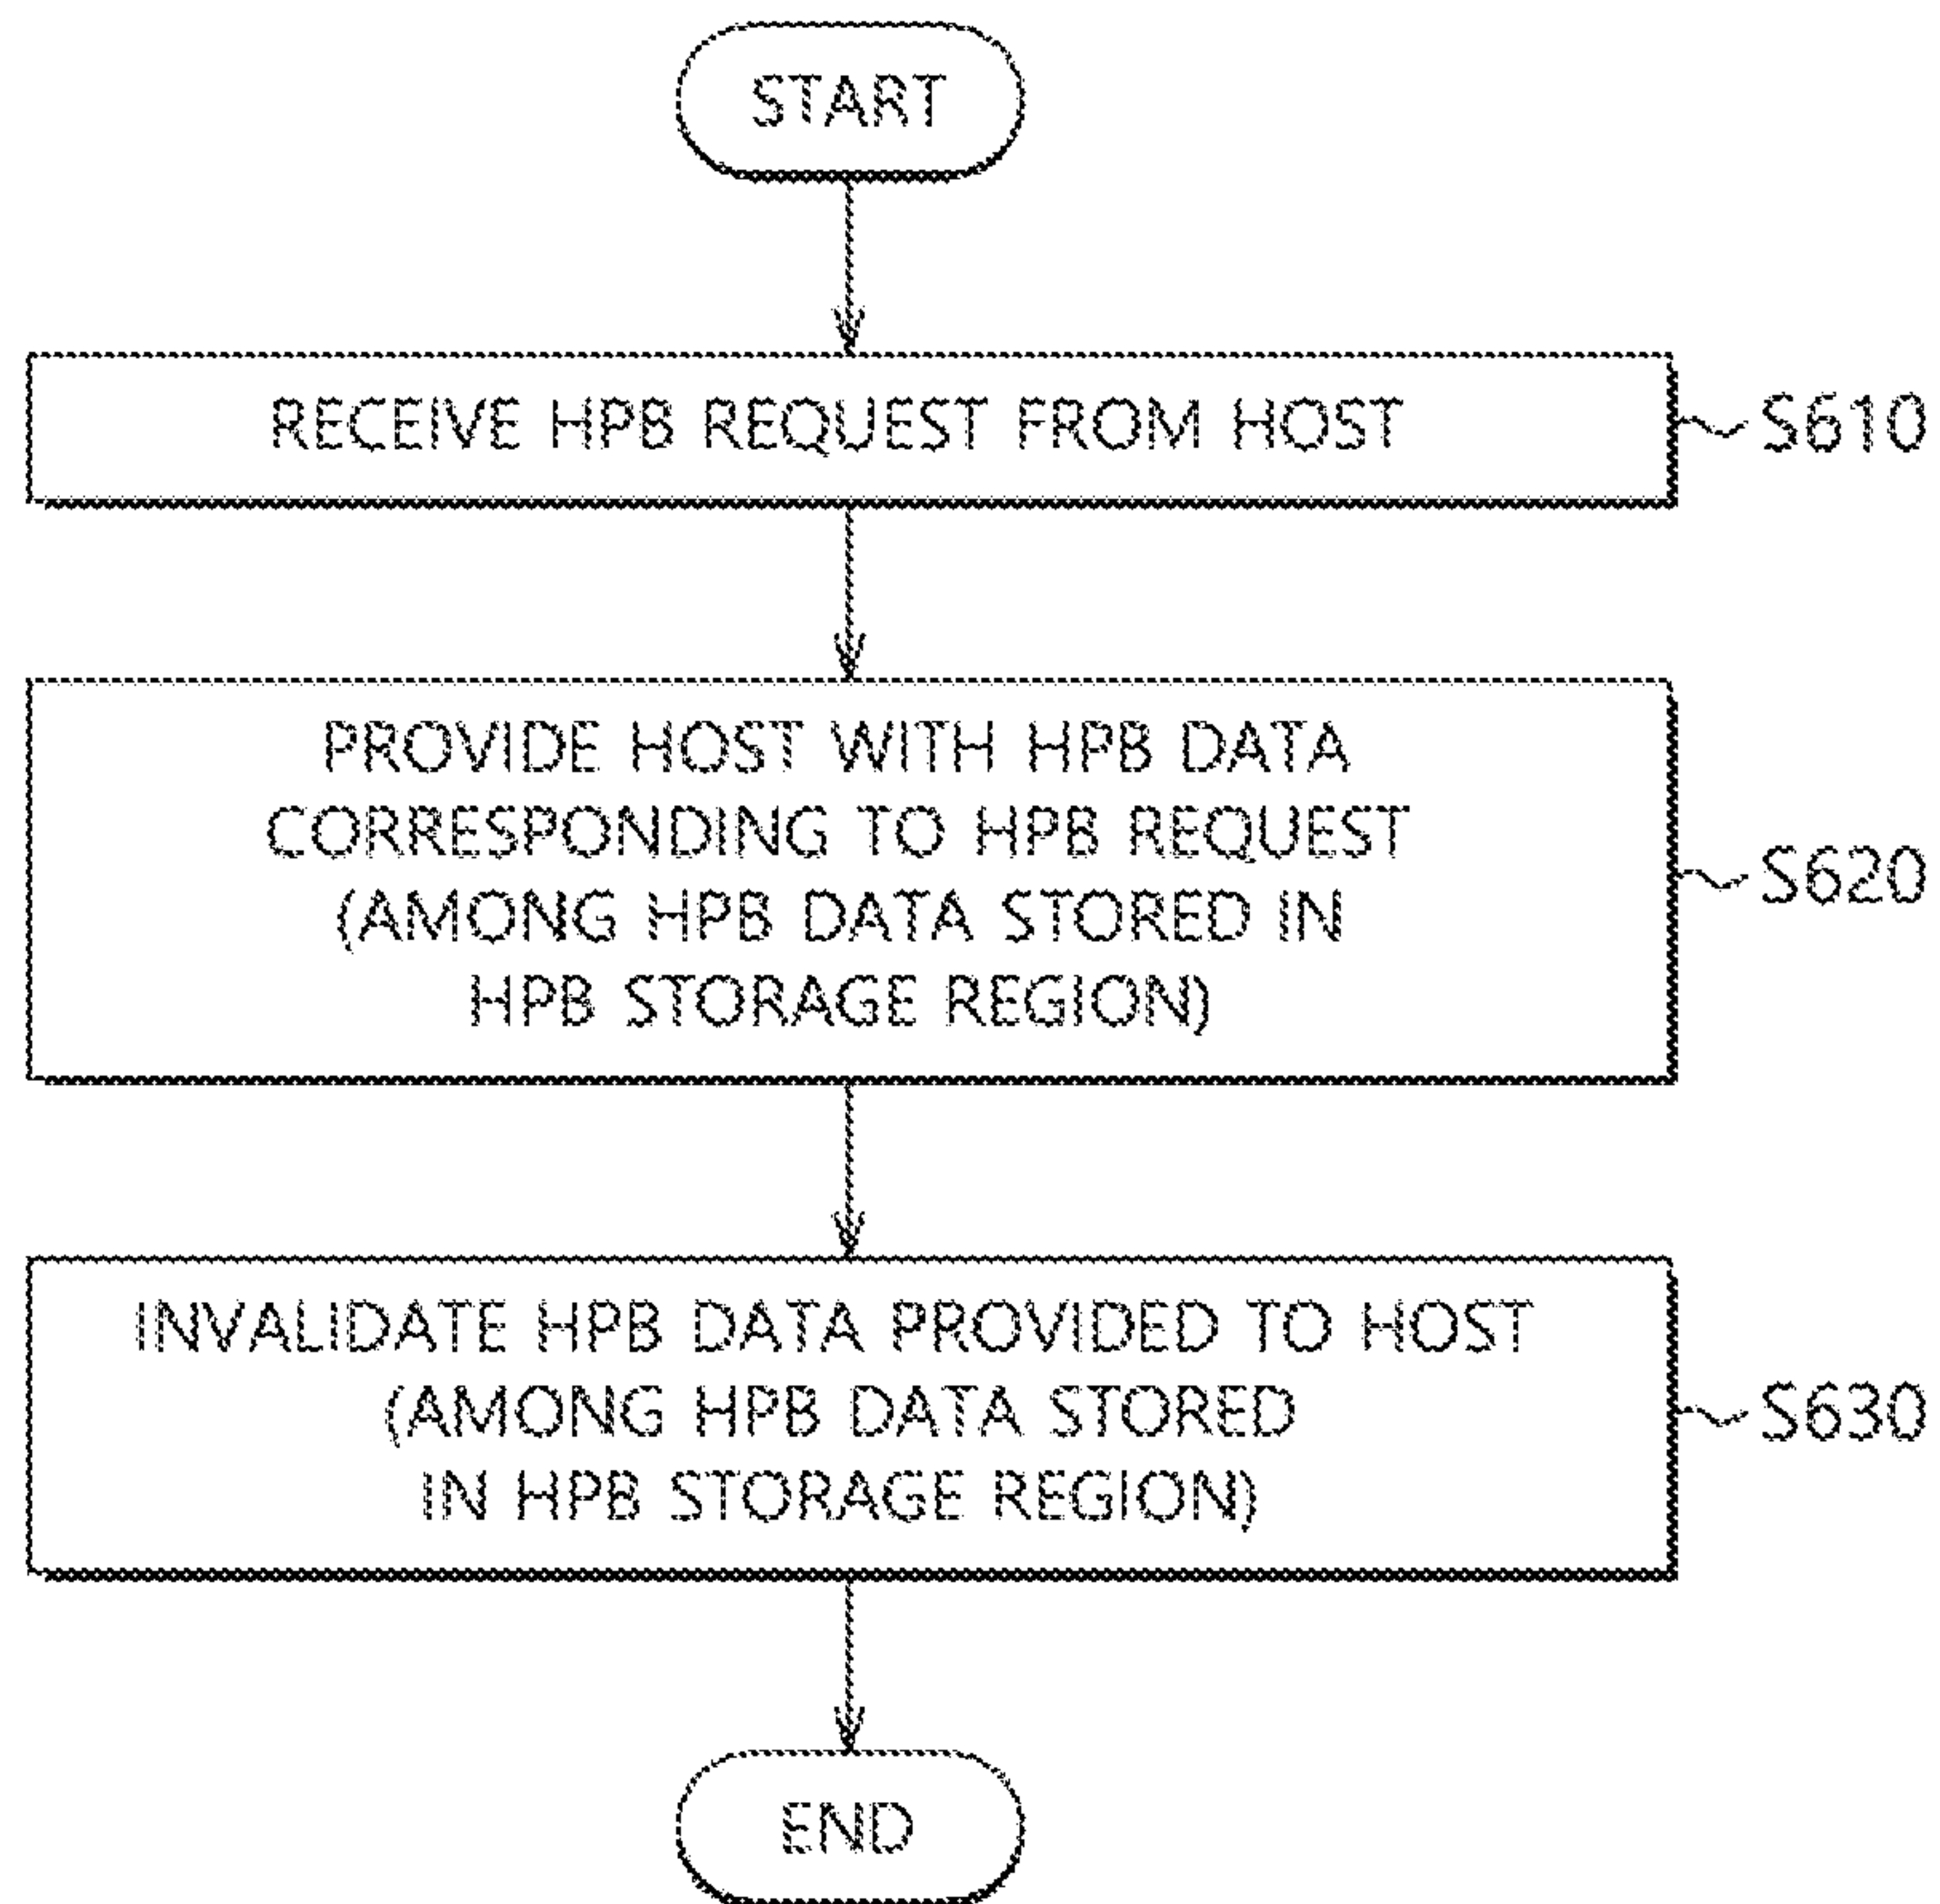 START
RECEIVE HPB REQUEST FROM HOST
S610
PROVIDE HOST WITH HPB DATA
CORRESPONDING TO HPB REQUEST
(AMONG HPB DATA STORED IN
HPB STORAGE REGION)
S620
INVALIDATE HPB DATA PROVIDED TO HOST
(AMONG HPB DATA STORED
IN HPB STORAGE REGION)
S630
END